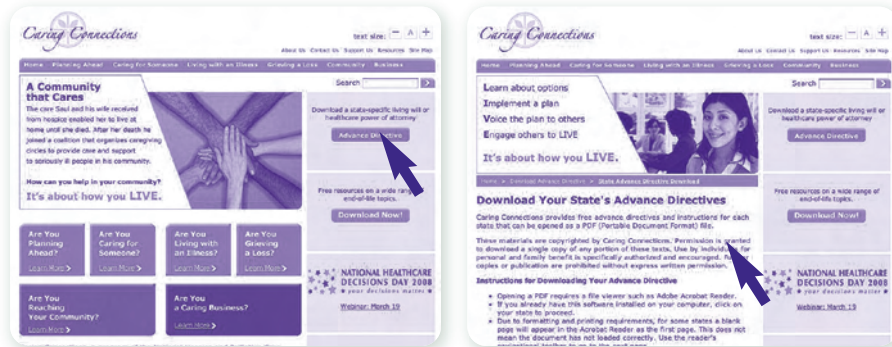 Caring Connections
text size: − A +
About Us Contact Us Support Us Resources Site Map
Home Planning Ahead Caring for Someone Living with an Illness Grieving a Loss Community Business
Search
A Community
that Cares
The care Saul and his wife received
from hospice enabled her to live at
home until she died. After her death he
joined a coalition that organizes caregiving
circles to provide care and support
to seriously ill people in his community.
How can you help in your community?
It's about how you LIVE.
Download a state-specific living will or
healthcare power of attorney
Advance Directive
Free resources on a wide range of
end-of-life topics.
Download Now!
Are You
Planning
Ahead?
Learn More >
Are You
Caring for
Someone?
Learn More >
Are You
Living with
an Illness?
Learn More >
Are You
Grieving
a Loss?
Learn More >
Are You
Reaching
Your Community?
Learn More >
Are You
a Caring Business?
Learn More >
NATIONAL HEALTHCARE
DECISIONS DAY 2008
your decisions matter
Webinar: March 19
Caring Connections
text size: − A +
About Us Contact Us Support Us Resources Site Map
Home Planning Ahead Caring for Someone Living with an Illness Grieving a Loss Community Business
Search
Learn about options
Implement a plan
Voice the plan to others
Engage others to LIVE
It's about how you LIVE.
Download a state-specific living will or
healthcare power of attorney
Advance Directive
Home > Download Advance Directive > State Advance Directive Download
Download Your State's Advance Directives
Caring Connections provides free advance directives and instructions for each
state that can be opened as a PDF (Portable Document Format) file.
These materials are copyrighted by Caring Connections. Permission is granted
to download a single copy of any portion of these texts. Use by individuals for
personal and family benefit is specifically authorized and encouraged.
copies or publication are prohibited without express written permission.
Instructions for Downloading Your Advance Directive
• Opening a PDF requires a file viewer such as Adobe Acrobat Reader.
• If you already have this software installed on your computer, click on
your state to proceed.
• Due to formatting and printing requirements, for some states a blank
page will appear in the Acrobat Reader as the first page. This does not
mean the document has not loaded correctly. Use the reader's
Free resources on a wide range of
end-of-life topics.
Download Now!
NATIONAL HEALTHCARE
DECISIONS DAY 2008
your decisions matter
Webinar: March 19